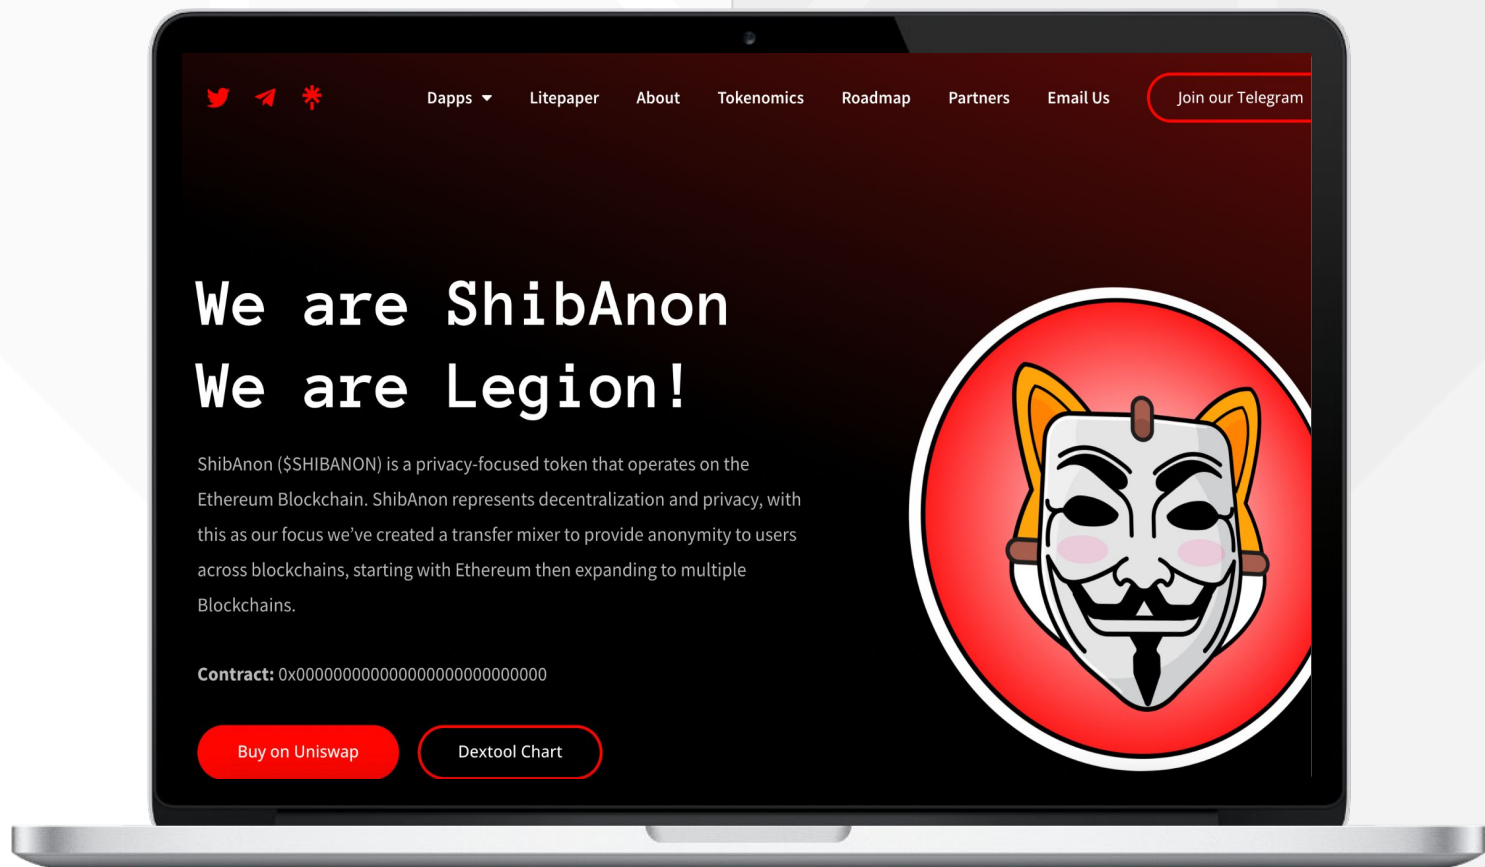 Dapps Litepaper About Tokenomics Roadmap Partners Email Us Join our Telegram
We are ShibAnon
We are Legion!
ShibAnon ($SHIBANON) is a privacy-focused token that operates on the
Ethereum Blockchain. ShibAnon represents decentralization and privacy, with
this as our focus we've created a transfer mixer to provide anonymity to users
across blockchains, starting with Ethereum then expanding to multiple
Blockchains.
Contract: 0x0000000000000000000000000000
Buy on Uniswap Dextool Chart